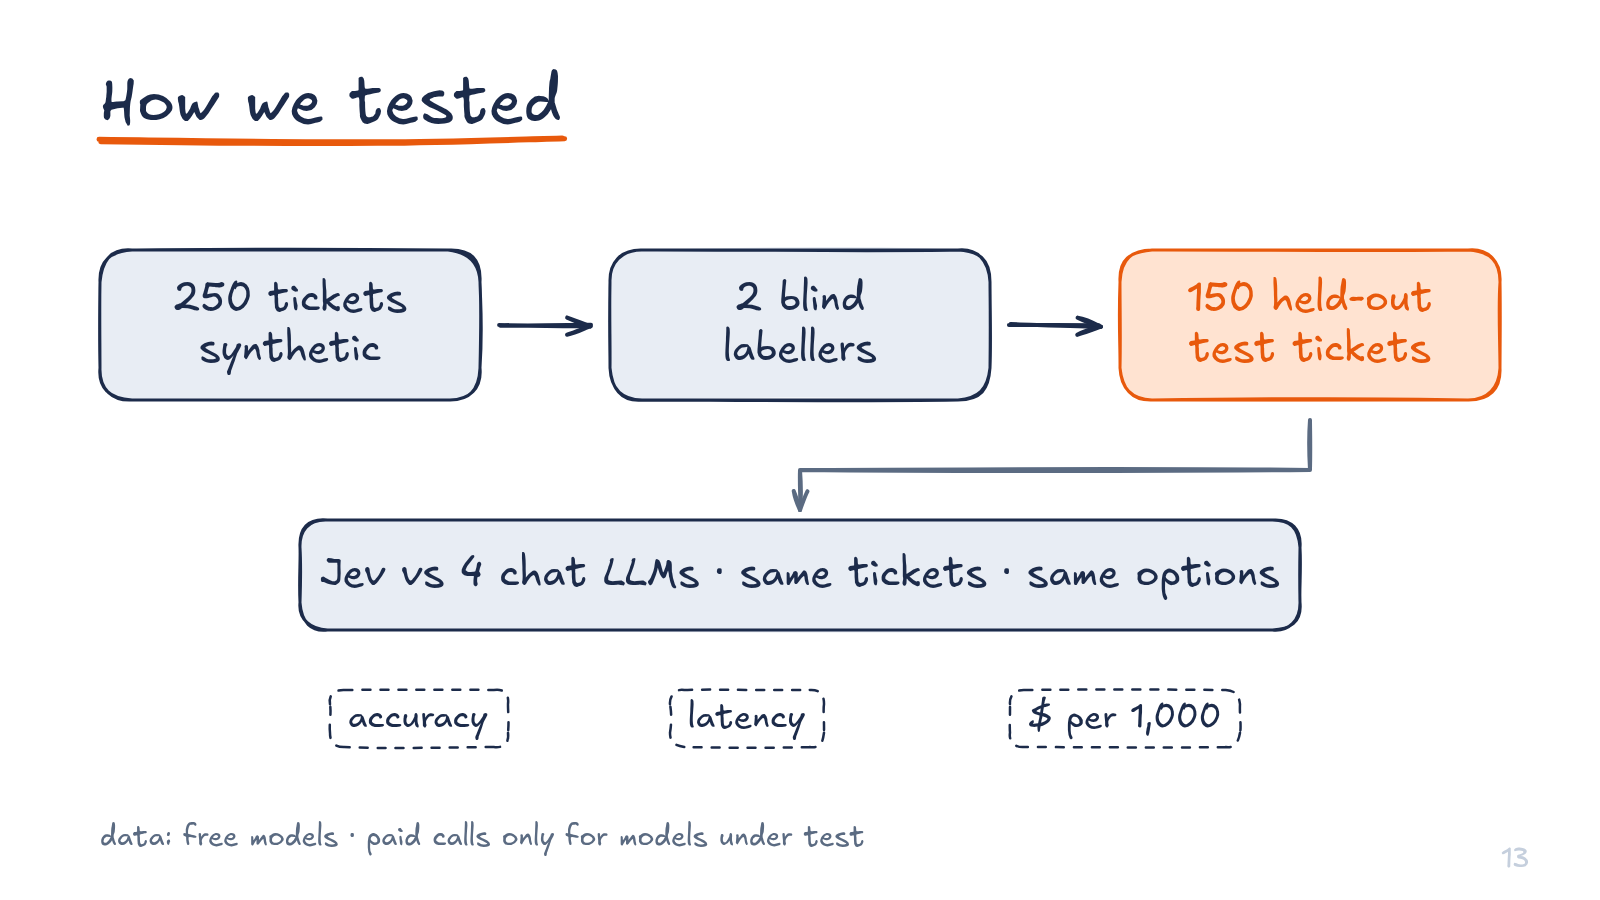 How we tested
250 tickets
synthetic
2 blind
labellers
150 held-out
test tickets
Jev vs 4 chat LLMs · same tickets · same options
accuracy
latency
$ per 1,000
data: free models · paid calls only for models under test
13